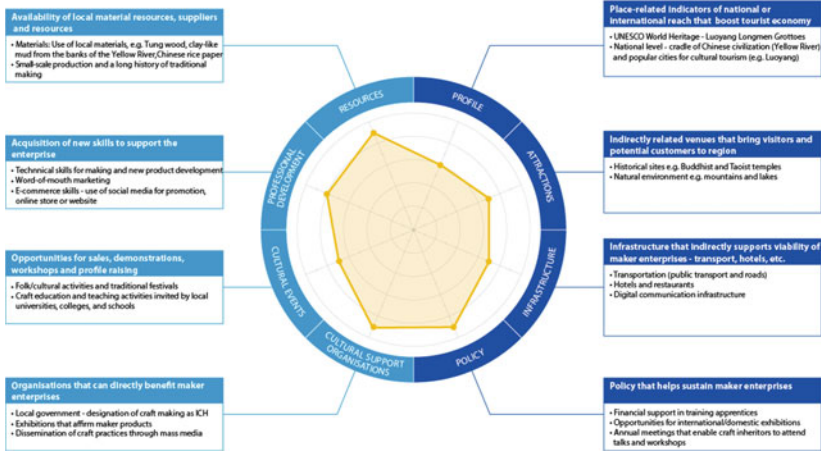 Availability of local material resources, suppliers
and resources
• Materials: Use of local materials, e.g. Tung wood, clay-like
mud from the banks of the Yellow River,Chinese rice paper
• Small-scale production and a long history of traditional
making
Acquisition of new skills to support the
enterprise
• Techinical skills for making and new product development
• Word-of-mouth marketing
• E-commerce skills - use of social media for promotion,
online store or website
Opportunities for sales, demonstrations,
workshops and profile raising
• Folk/cultural activities and traditional festivals
• Craft education and teaching activities invited by local
universities, colleges, and schools
Organisations that can directly benefit maker
enterprises
• Local government - designation of craft making as ICH
• Exhibitions that affirm maker products
• Dissemination of craft practices through mass media
RESOURCES
PROFESSIONAL
DEVELOPMENT
CULTURAL EVENTS
CULTURAL SUPPORT
ORGANISATIONS
PROFILE
ATTRACTIONS
INFRASTRUCTURE
POLICY
Place-related indicators of national or
international reach that boost tourist economy
• UNESCO World Heritage - Luoyang Longmen Grottoes
• National level - cradle of Chinese civilization (Yellow River)
and popular cities for cultural tourism (e.g. Luoyang)
Indirectly related venues that bring visitors and
potential customers to region
• Historical sites e.g. Buddhist and Taoist temples
• Natural environment e.g. mountains and lakes
Infrastructure that indirectly supports viability of
maker enterprises - transport, hotels, etc.
• Transportation (public transport and roads)
• Hotels and restaurants
• Digital communication infrastructure
Policy that helps sustain maker enterprises
• Financial support in training apprentices
• Opportunities for international/domestic exhibitions
• Annual meetings that enable craft inheritors to attend
talks and workshops